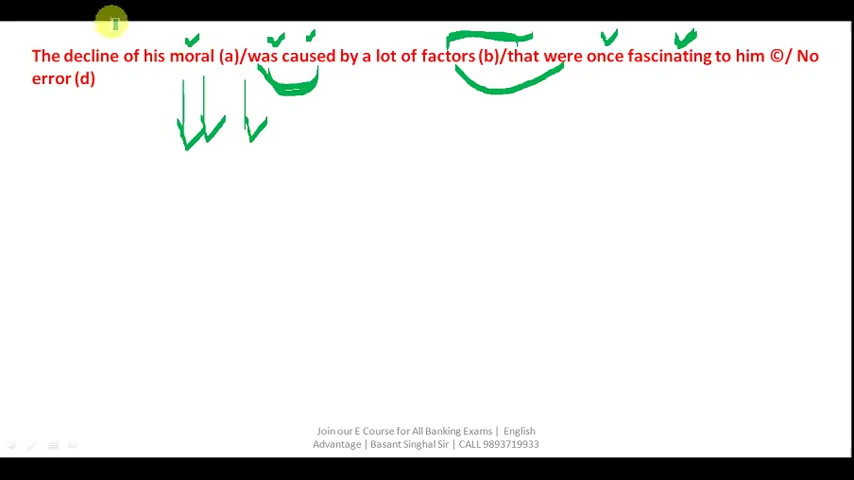 The decline of his moral (a)/was caused by a lot of factors (b)/that were once fascinating to him ©/ No
error (d)
Join our E Course for All Banking Exams | English
Advantage | Basant Singhal Sir | CALL 9893719933